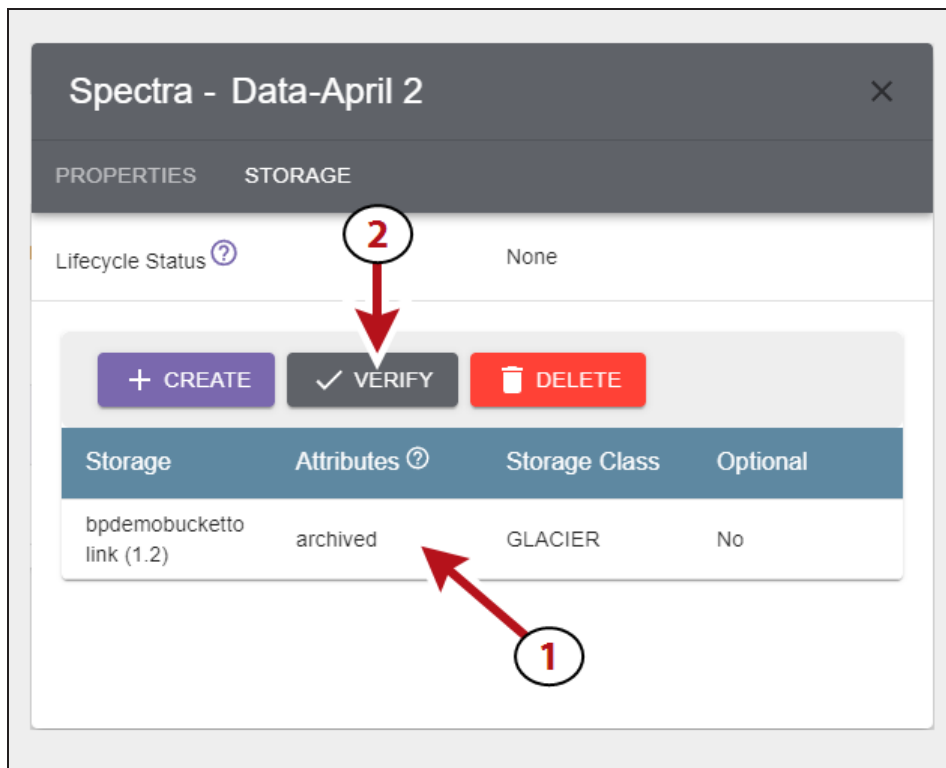 Spectra - Data-April 2
PROPERTIES STORAGE
2
Lifecycle Status ? None
+ CREATE ✓ VERIFY DELETE
Storage Attributes ? Storage Class Optional
bpdemobucketto
link (1.2) archived GLACIER No
1